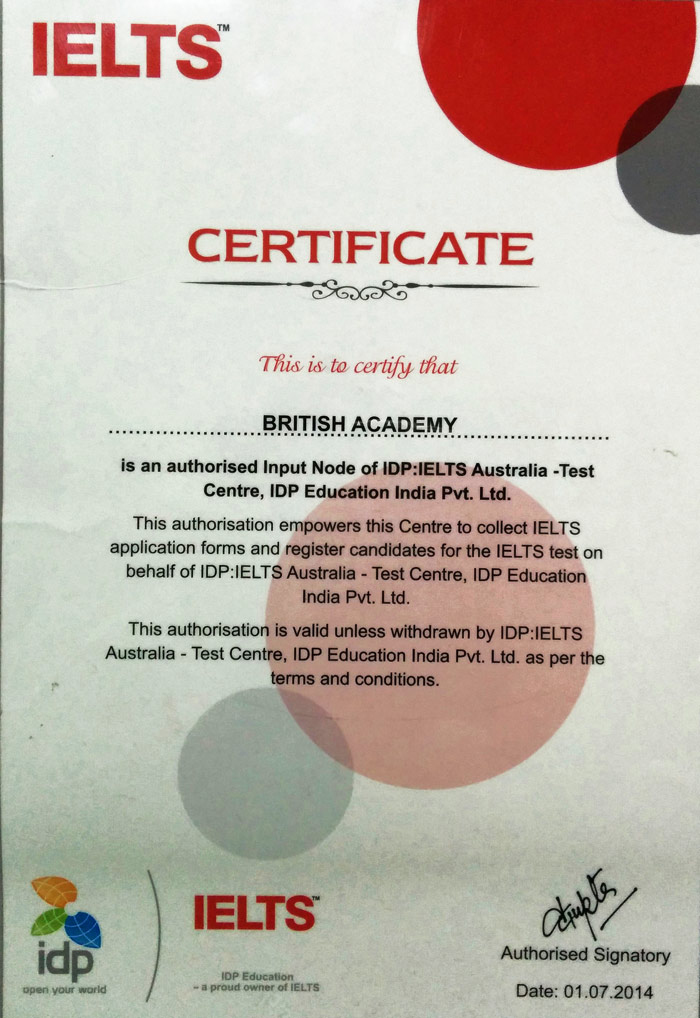 IELTS™
CERTIFICATE
This is to certify that
BRITISH ACADEMY
is an authorised Input Node of IDP:IELTS Australia -Test
Centre, IDP Education India Pvt. Ltd.
This authorisation empowers this Centre to collect IELTS
application forms and register candidates for the IELTS test on
behalf of IDP:IELTS Australia - Test Centre, IDP Education
India Pvt. Ltd.
This authorisation is valid unless withdrawn by IDP:IELTS
Australia - Test Centre, IDP Education India Pvt. Ltd. as per the
terms and conditions.
idp
open your world
IELTS™
IDP Education
– a proud owner of IELTS
Authorised Signatory
Date: 01.07.2014